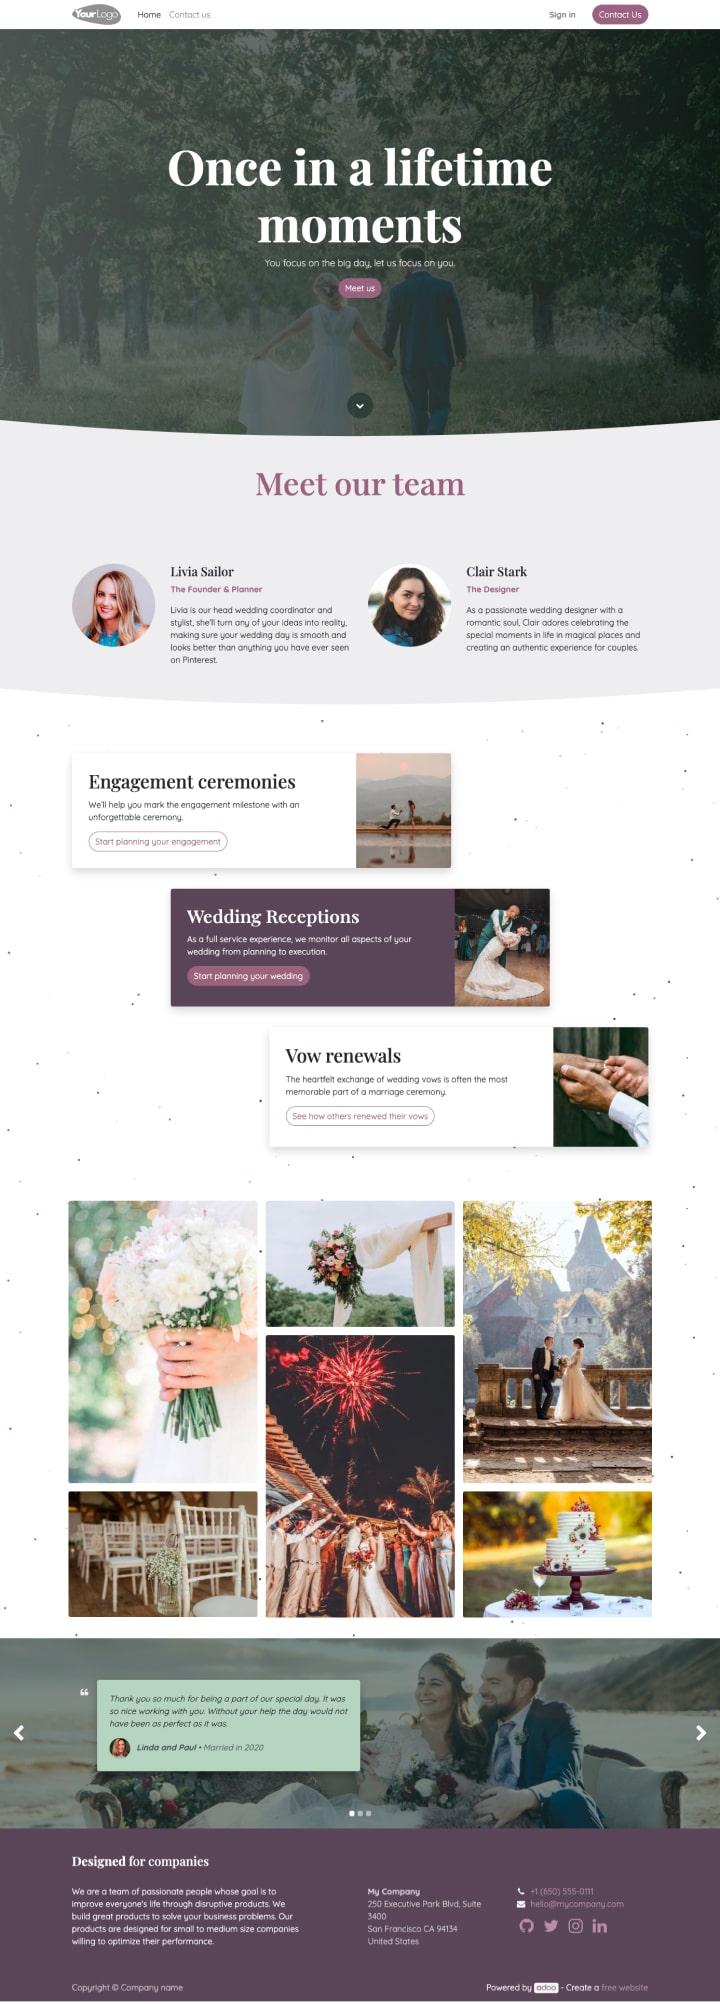 YourLogo
Home
Contact us
Sign in
Contact Us
Once in a lifetime
moments
You focus on the big day, let us focus on you.
Meet us
Meet our team
Livia Sailor
The Founder & Planner
Livia is our head wedding coordinator and
stylist, she'll turn any of your ideas into reality,
making sure your wedding day is smooth and
looks better than anything you have ever seen
on Pinterest.
Clair Stark
The Designer
As a passionate wedding designer with a
romantic soul, Clair adores celebrating the
special moments in life in magical places and
creating an authentic experience for couples.
Engagement ceremonies
We'll help you mark the engagement milestone with an
unforgettable ceremony.
Start planning your engagement
Wedding Receptions
As a full service experience, we monitor all aspects of your
wedding from planning to execution.
Start planning your wedding
Vow renewals
The heartfelt exchange of wedding vows is often the most
memorable part of a marriage ceremony.
See how others renewed their vows
Thank you so much for being a part of our special day. It was
so nice working with you. Without your help the day would not
have been as perfect as it was.
Linda and Paul • Married in 2020
Designed for companies
We are a team of passionate people whose goal is to
improve everyone's life through disruptive products. We
build great products to solve your business problems. Our
products are designed for small to medium size companies
willing to optimize their performance.
My Company
250 Executive Park Blvd, Suite
3400
San Francisco CA 94134
United States
+1 (650) 555-0111
hello@mycompany.com
Copyright © Company name
Powered by odoo - Create a free website